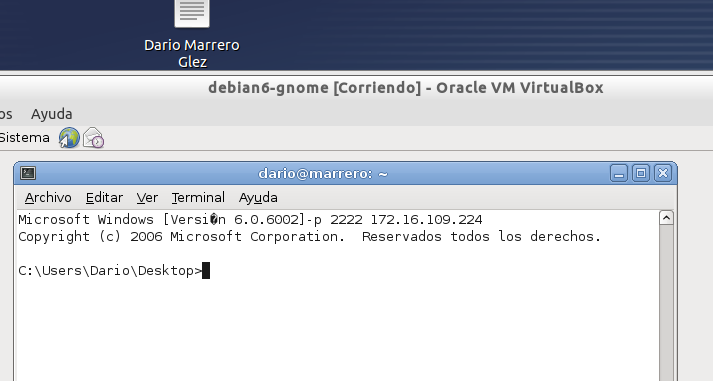 Dario Marrero
Glez
debian6-gnome [Corriendo] - Oracle VM VirtualBox
os Ayuda
Sistema
dario@marrero: ~
Archivo Editar Ver Terminal Ayuda
Microsoft Windows [Versi�n 6.0.6002]-p 2222 172.16.109.224
Copyright (c) 2006 Microsoft Corporation.  Reservados todos los derechos.
C:\Users\Dario\Desktop>